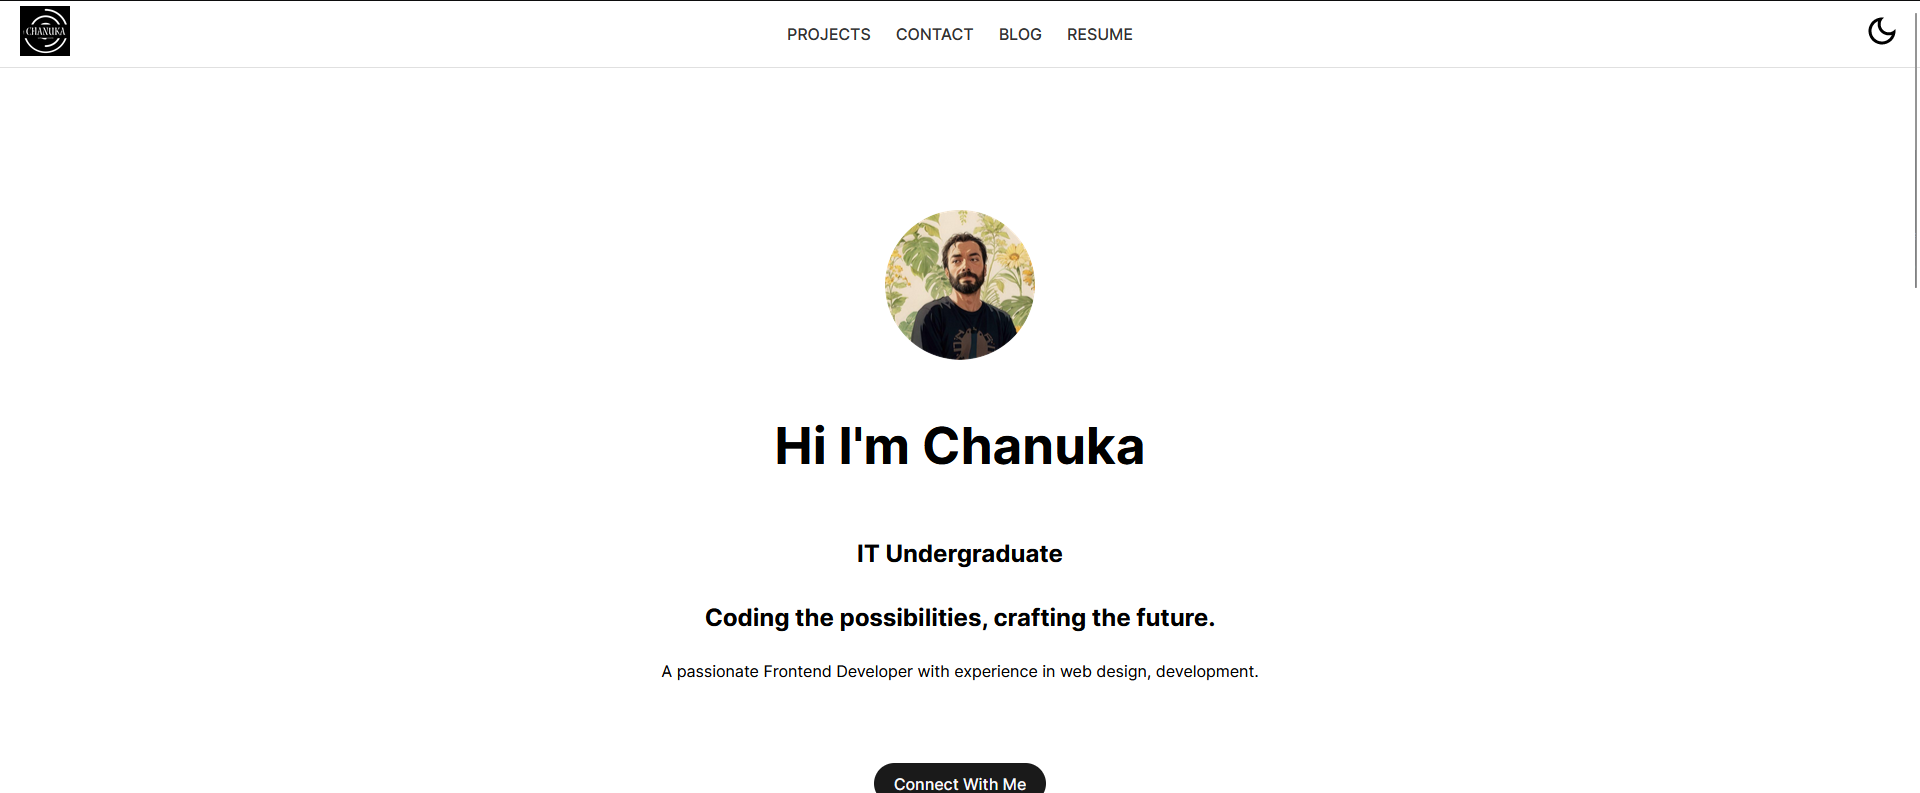 CHANUKA
PROJECTS CONTACT BLOG RESUME
Hi I'm Chanuka
IT Undergraduate
Coding the possibilities, crafting the future.
A passionate Frontend Developer with experience in web design, development.
Connect With Me